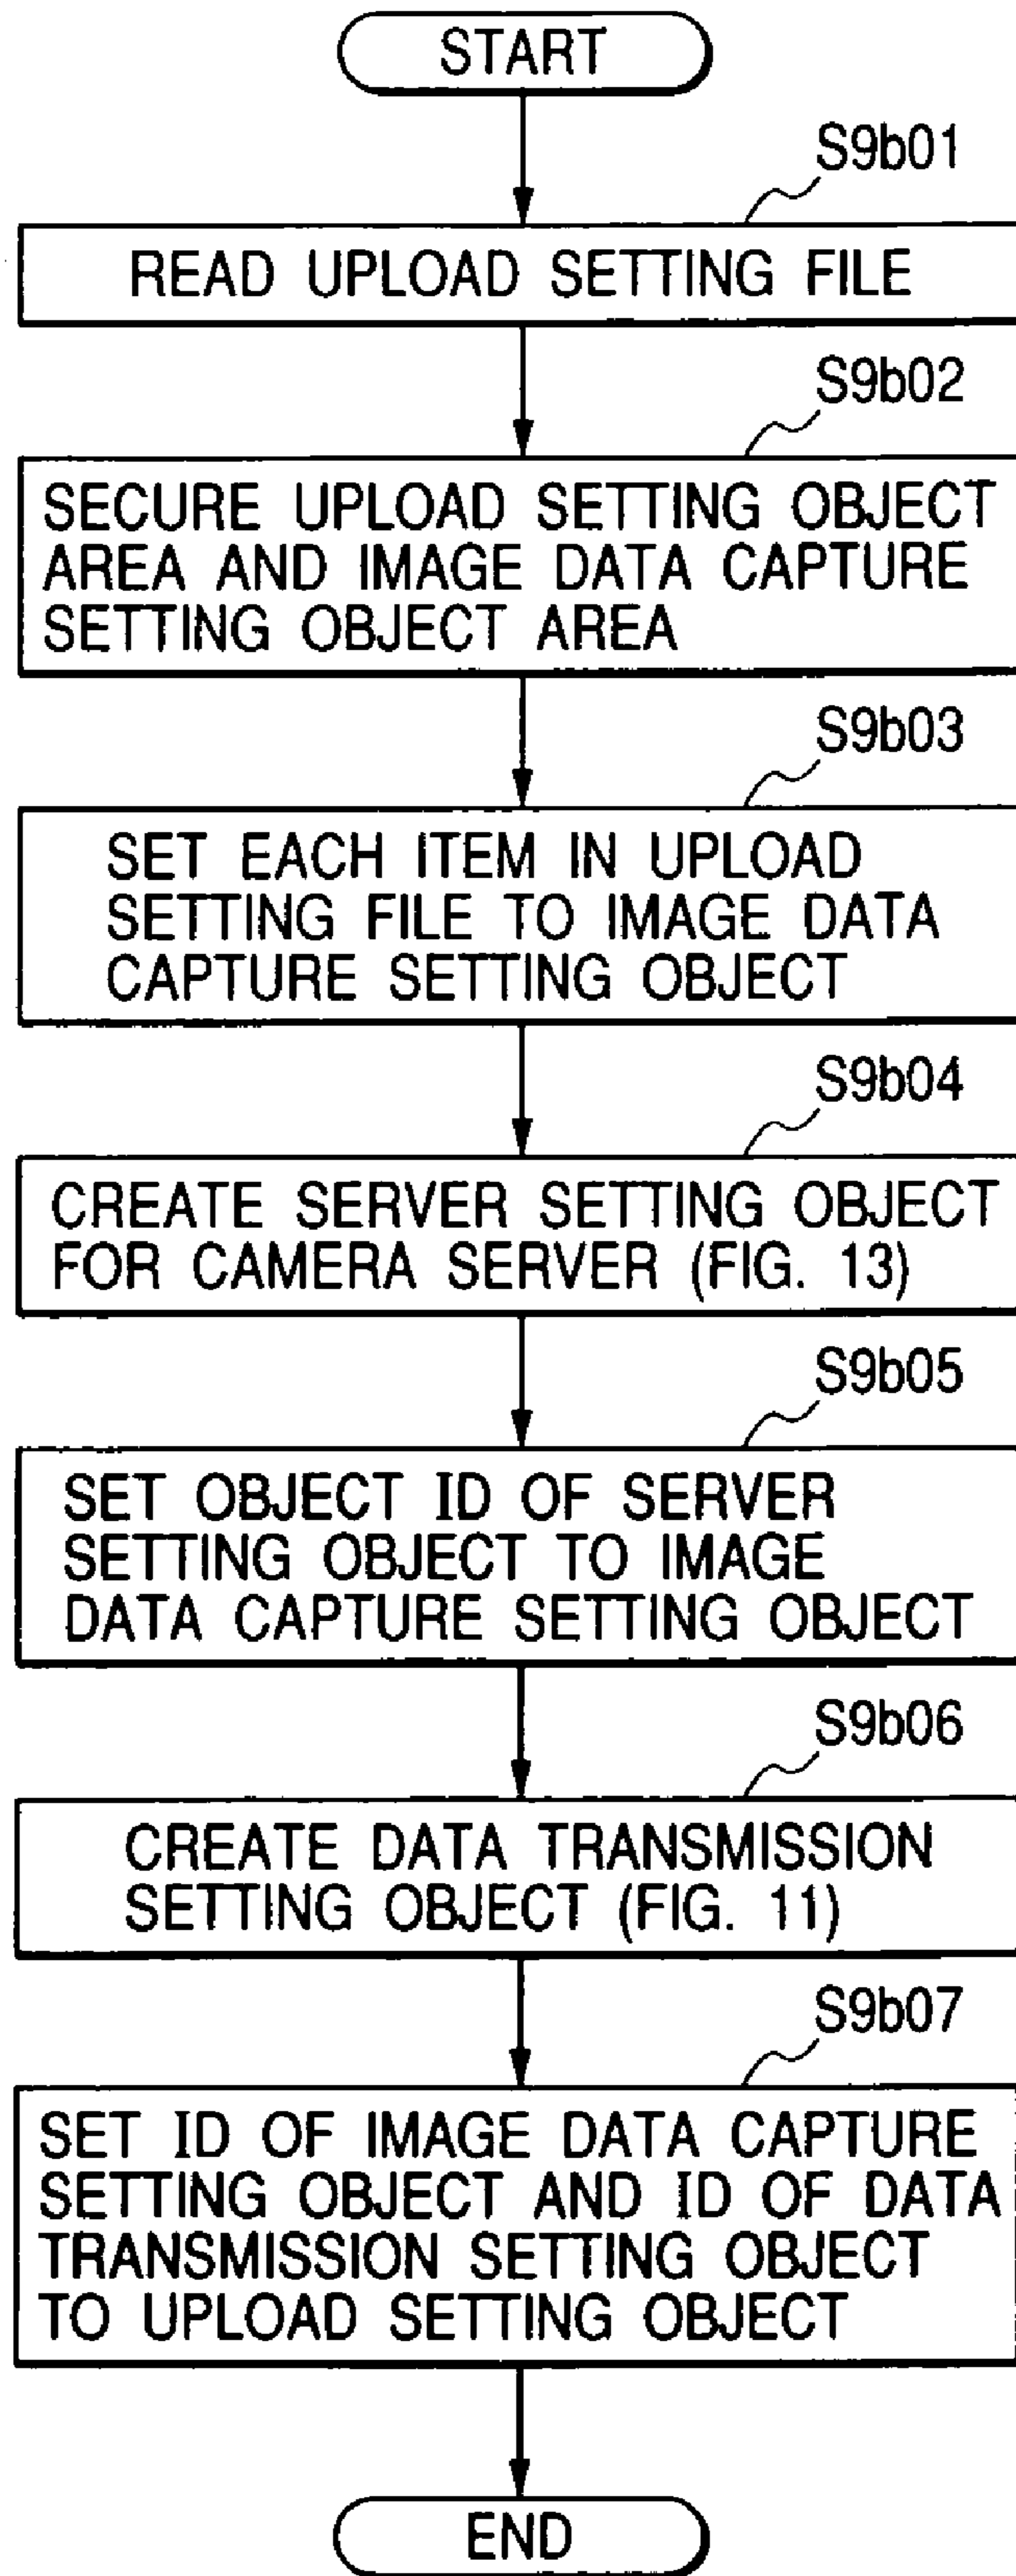 START
S9b01
READ UPLOAD SETTING FILE
S9b02
SECURE UPLOAD SETTING OBJECT
AREA AND IMAGE DATA CAPTURE
SETTING OBJECT AREA
S9b03
SET EACH ITEM IN UPLOAD
SETTING FILE TO IMAGE DATA
CAPTURE SETTING OBJECT
S9b04
CREATE SERVER SETTING OBJECT
FOR CAMERA SERVER (FIG. 13)
S9b05
SET OBJECT ID OF SERVER
SETTING OBJECT TO IMAGE
DATA CAPTURE SETTING OBJECT
S9b06
CREATE DATA TRANSMISSION
SETTING OBJECT (FIG. 11)
S9b07
SET ID OF IMAGE DATA CAPTURE
SETTING OBJECT AND ID OF DATA
TRANSMISSION SETTING OBJECT
TO UPLOAD SETTING OBJECT
END